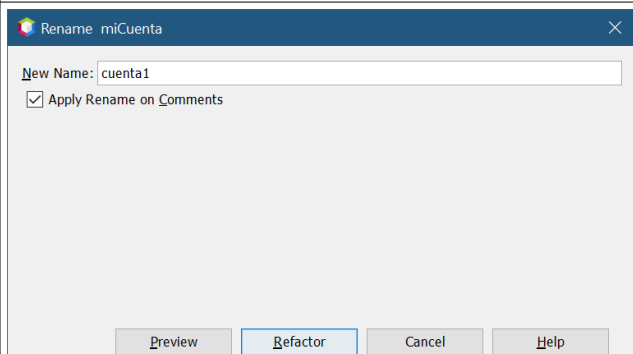 Rename miCuenta
New Name: cuenta1
Apply Rename on Comments
Preview Refactor Cancel Help